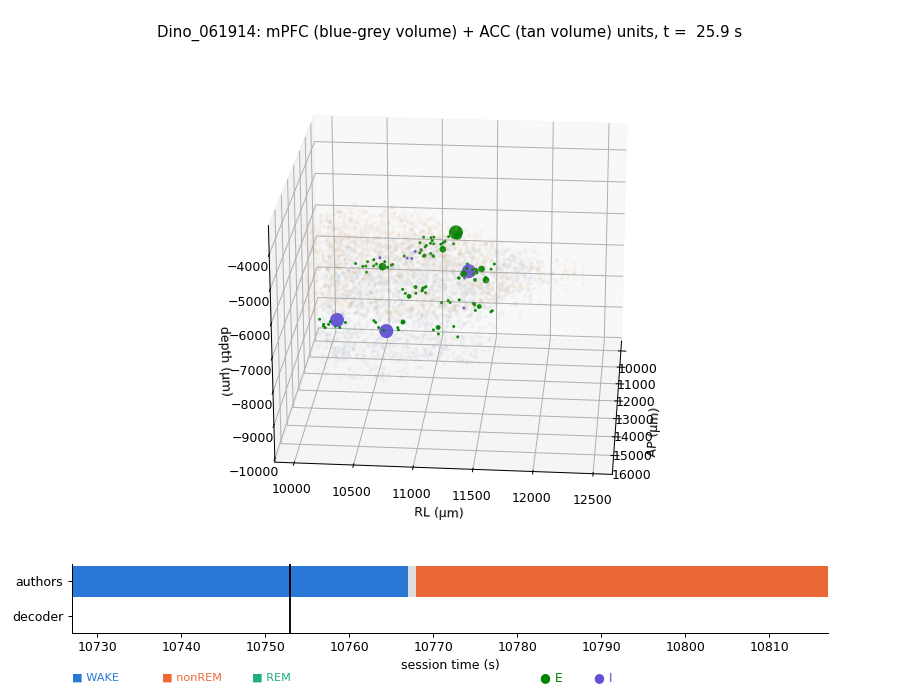 Dino_061914: mPFC (blue-grey volume) + ACC (tan volume) units, t =  25.9 s
−4000
−5000
−6000
−7000
−8000
−9000
−10000
depth (µm)
10000
11000
12000
13000
14000
15000
16000
AP (µm)
10000 10500 11000 11500 12000 12500
RL (µm)
authors
decoder
10730 10740 10750 10760 10770 10780 10790 10800 10810
session time (s)
WAKE nonREM REM E I